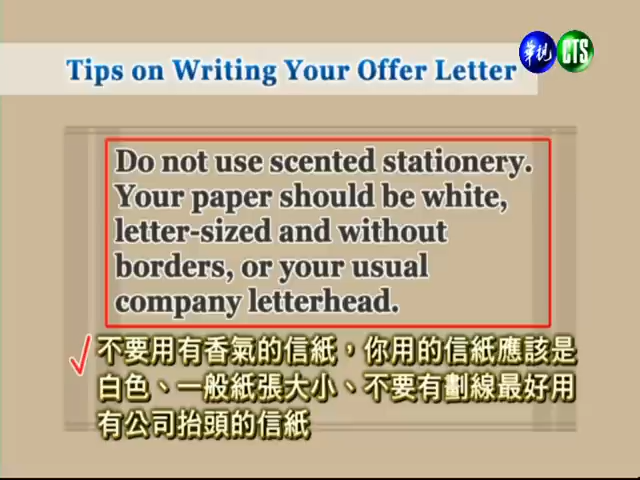 華視 CTS
Tips on Writing Your Offer Letter
Do not use scented stationery.
Your paper should be white,
letter-sized and without
borders, or your usual
company letterhead.
不要用有香氣的信紙，你用的信紙應該是
白色、一般紙張大小、不要有劃線最好用
有公司抬頭的信紙